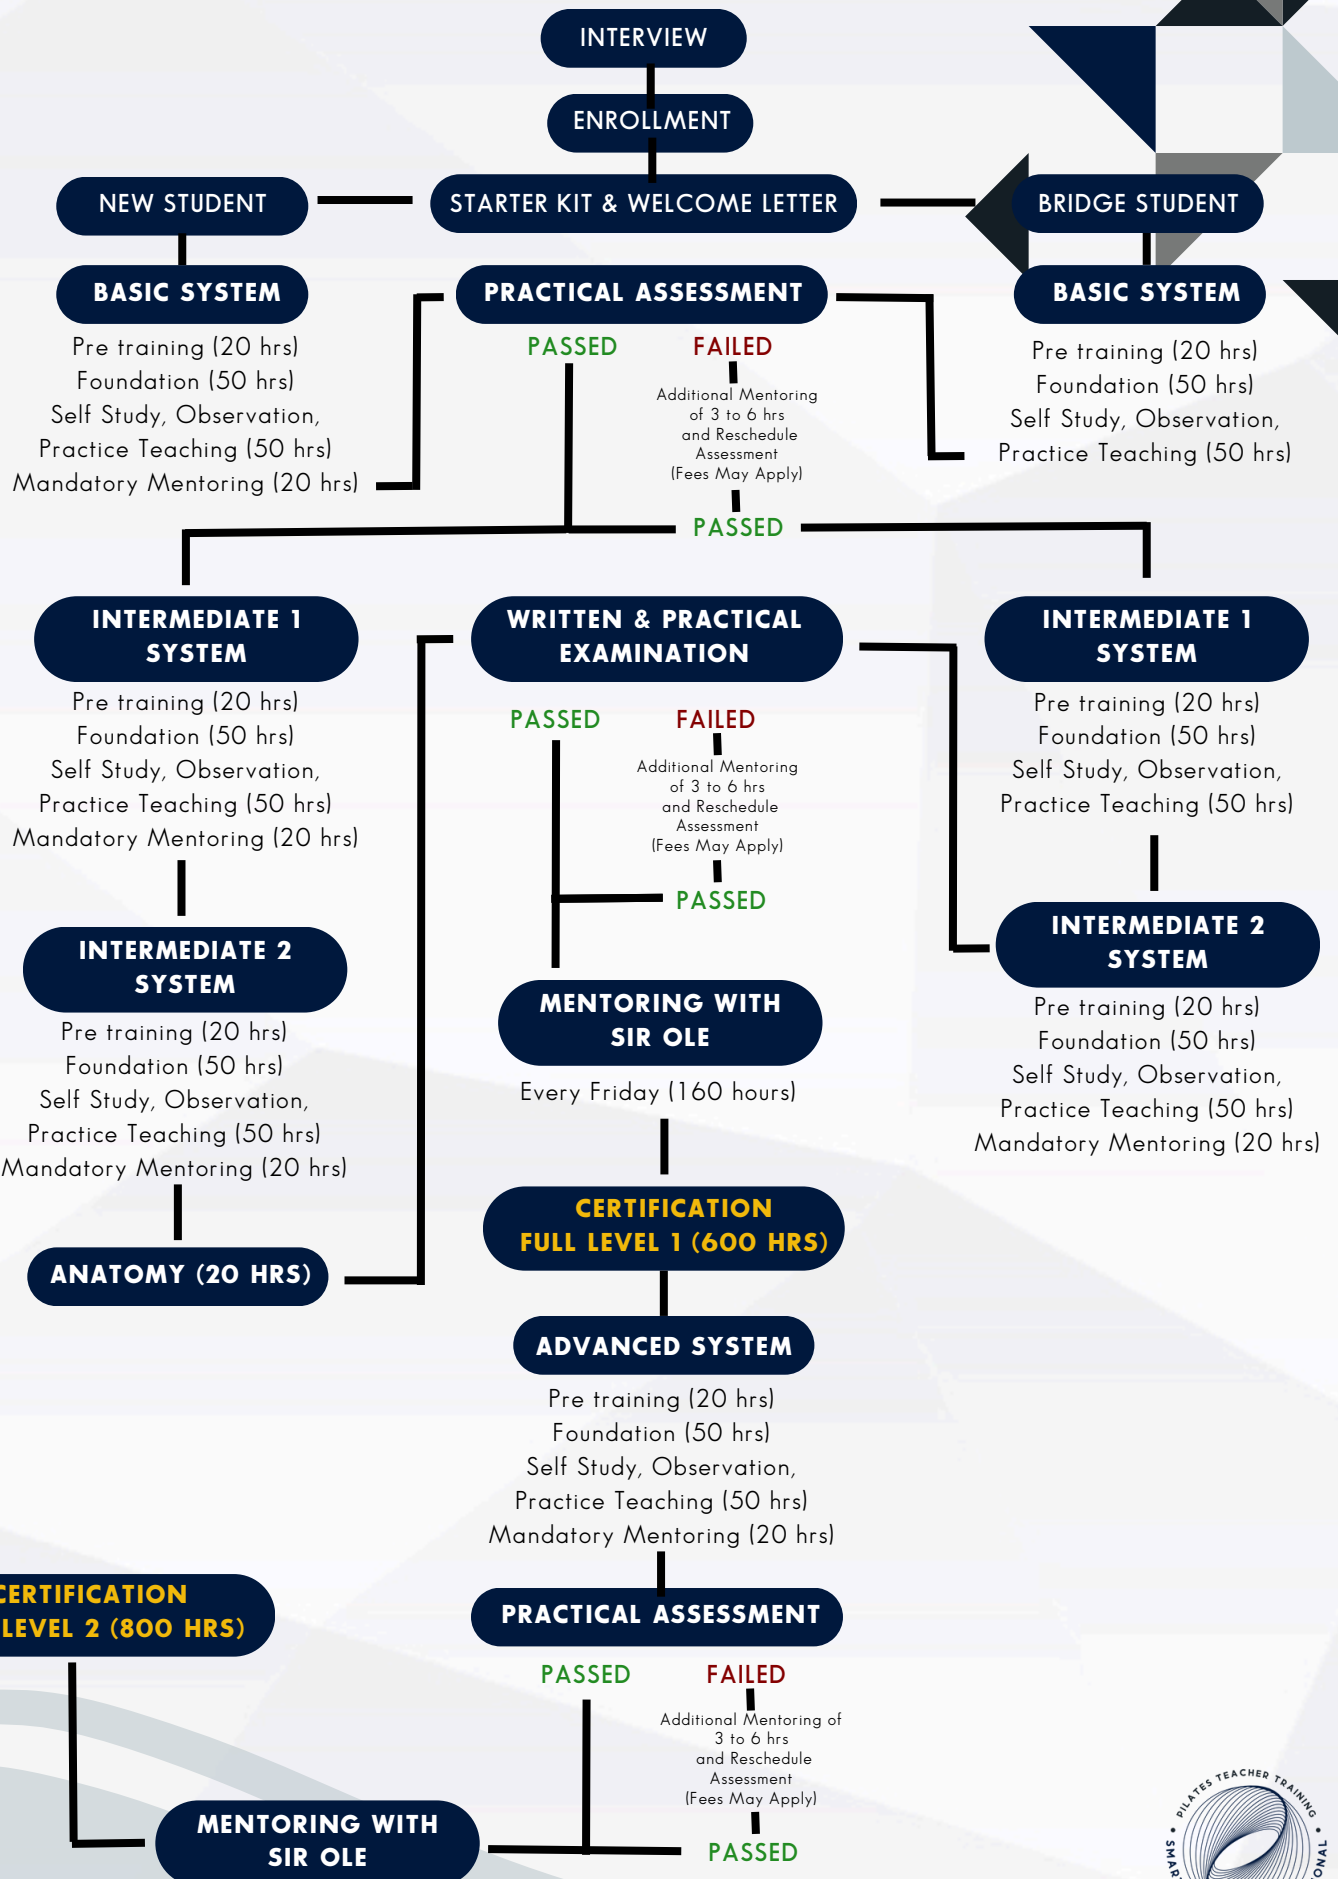 INTERVIEW
ENROLLMENT
NEW STUDENT
STARTER KIT & WELCOME LETTER
BRIDGE STUDENT
BASIC SYSTEM
Pre training (20 hrs)
Foundation (50 hrs)
Self Study, Observation,
Practice Teaching (50 hrs)
Mandatory Mentoring (20 hrs)
PRACTICAL ASSESSMENT
PASSED
FAILED
Additional Mentoring
of 3 to 6 hrs
and Reschedule
Assessment
(Fees May Apply)
PASSED
BASIC SYSTEM
Pre training (20 hrs)
Foundation (50 hrs)
Self Study, Observation,
Practice Teaching (50 hrs)
INTERMEDIATE 1
SYSTEM
Pre training (20 hrs)
Foundation (50 hrs)
Self Study, Observation,
Practice Teaching (50 hrs)
Mandatory Mentoring (20 hrs)
INTERMEDIATE 2
SYSTEM
Pre training (20 hrs)
Foundation (50 hrs)
Self Study, Observation,
Practice Teaching (50 hrs)
Mandatory Mentoring (20 hrs)
ANATOMY (20 HRS)
WRITTEN & PRACTICAL
EXAMINATION
PASSED
FAILED
Additional Mentoring
of 3 to 6 hrs
and Reschedule
Assessment
(Fees May Apply)
PASSED
MENTORING WITH
SIR OLE
Every Friday (160 hours)
INTERMEDIATE 1
SYSTEM
Pre training (20 hrs)
Foundation (50 hrs)
Self Study, Observation,
Practice Teaching (50 hrs)
INTERMEDIATE 2
SYSTEM
Pre training (20 hrs)
Foundation (50 hrs)
Self Study, Observation,
Practice Teaching (50 hrs)
Mandatory Mentoring (20 hrs)
CERTIFICATION
FULL LEVEL 1 (600 HRS)
ADVANCED SYSTEM
Pre training (20 hrs)
Foundation (50 hrs)
Self Study, Observation,
Practice Teaching (50 hrs)
Mandatory Mentoring (20 hrs)
PRACTICAL ASSESSMENT
PASSED
FAILED
Additional Mentoring of
3 to 6 hrs
and Reschedule
Assessment
(Fees May Apply)
PASSED
MENTORING WITH
SIR OLE
CERTIFICATION
LEVEL 2 (800 HRS)
PILATES TEACHER TRAINING